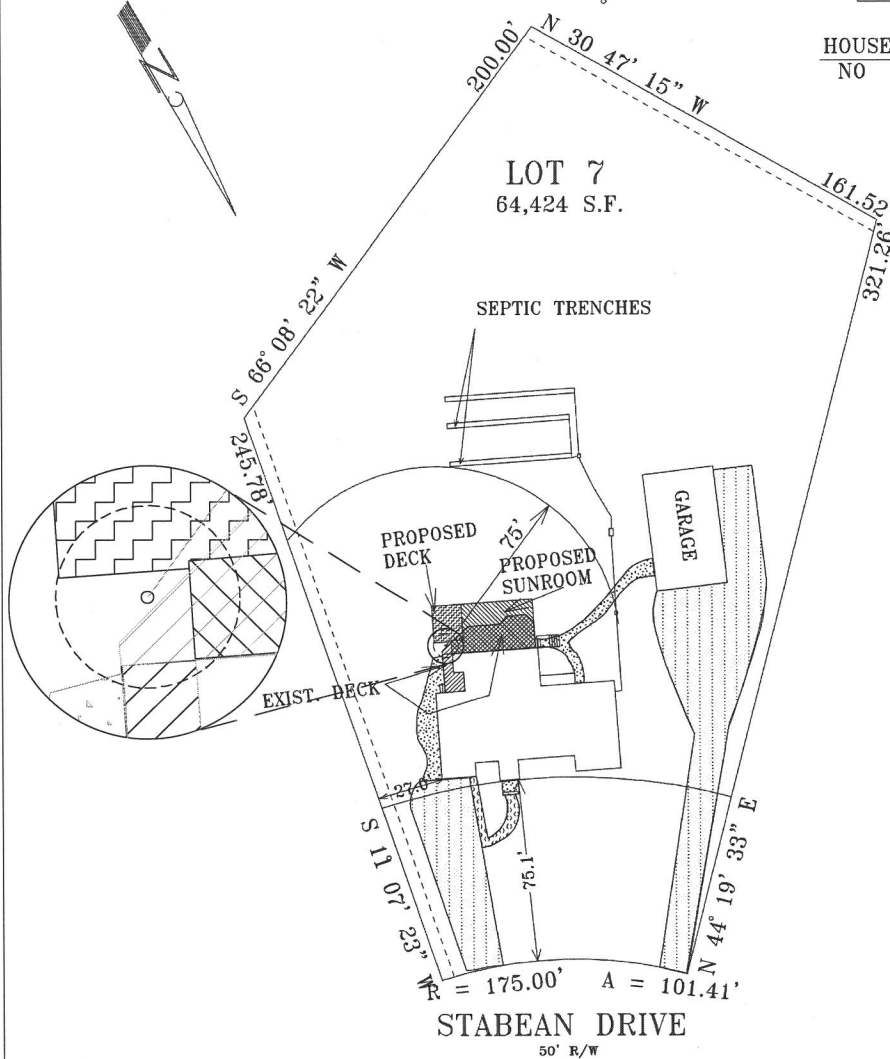 N
HOUSE
NO
200.00'
N 30 47' 15" W
161.52
321.26'
LOT 7
64,424 S.F.
S 66° 08' 22" W
245.78'
SEPTIC TRENCHES
GARAGE
PROPOSED
DECK
75'
PROPOSED
SUNROOM
EXIST. DECK
27.0'
75.1'
S 11 07' 23" W
N 44° 19' 33" E
R = 175.00' A = 101.41'
STABEAN DRIVE
50' R/W